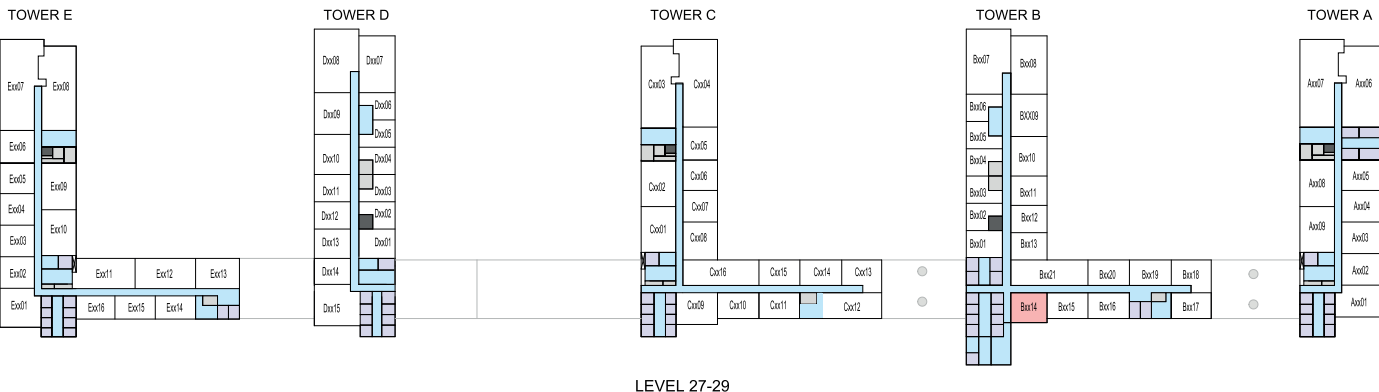 TOWER E
TOWER D
TOWER C
TOWER B
TOWER A
Exx07
Exx08
Exx06
Exx05
Exx09
Exx04
Exx03
Exx10
Exx02
Exx11
Exx12
Exx13
Exx01
Exx16
Exx15
Exx14
Dxx08
Dxx07
Dxx09
Dxx06
Dxx05
Dxx10
Dxx04
Dxx11
Dxx03
Dxx12
Dxx02
Dxx13
Dxx01
Dxx14
Dxx15
Cxx03
Cxx04
Cxx05
Cxx02
Cxx06
Cxx07
Cxx01
Cxx08
Cxx16
Cxx15
Cxx14
Cxx13
Cxx09
Cxx10
Cxx11
Cxx12
Bxx07
Bxx08
Bxx06
BXX09
Bxx05
Bxx04
Bxx10
Bxx03
Bxx11
Bxx02
Bxx12
Bxx01
Bxx13
Bxx21
Bxx20
Bxx19
Bxx18
Bxx14
Bxx15
Bxx16
Bxx17
Axx07
Axx06
Axx08
Axx05
Axx04
Axx09
Axx03
Axx02
Axx01
LEVEL 27-29